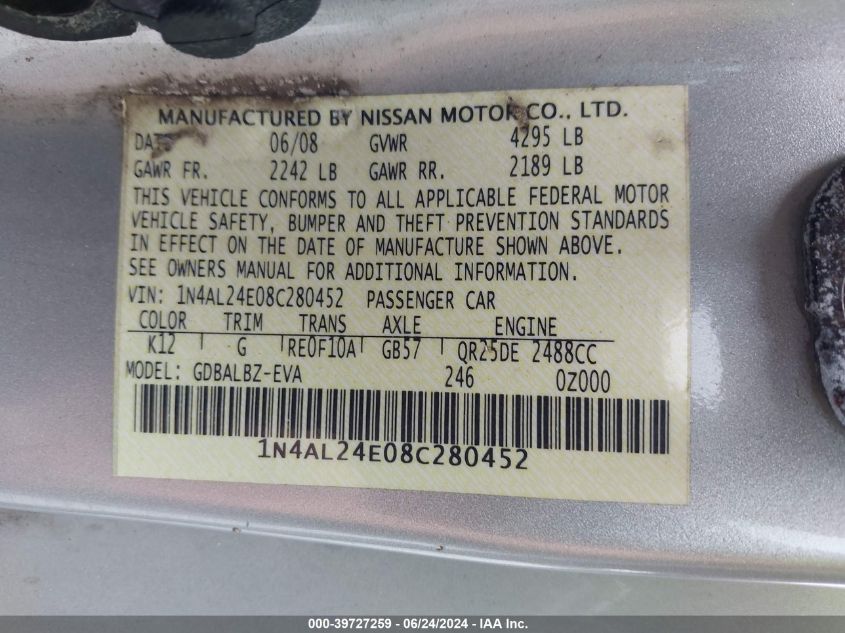 MANUFACTURED BY NISSAN MOTOR CO., LTD.
DATE 06/08 GVWR 4295 LB
GAWR FR. 2242 LB GAWR RR. 2189 LB
THIS VEHICLE CONFORMS TO ALL APPLICABLE FEDERAL MOTOR
VEHICLE SAFETY, BUMPER AND THEFT PREVENTION STANDARDS
IN EFFECT ON THE DATE OF MANUFACTURE SHOWN ABOVE.
SEE OWNERS MANUAL FOR ADDITIONAL INFORMATION.
VIN: 1N4AL24E08C280452 PASSENGER CAR
COLOR TRIM TRANS AXLE ENGINE
K12 G RE0F10A GB57 QR25DE 2488CC
MODEL: GDBALBZ-EVA 246 0Z000
1N4AL24E08C280452
000-39727259 - 06/24/2024 - IAA Inc.